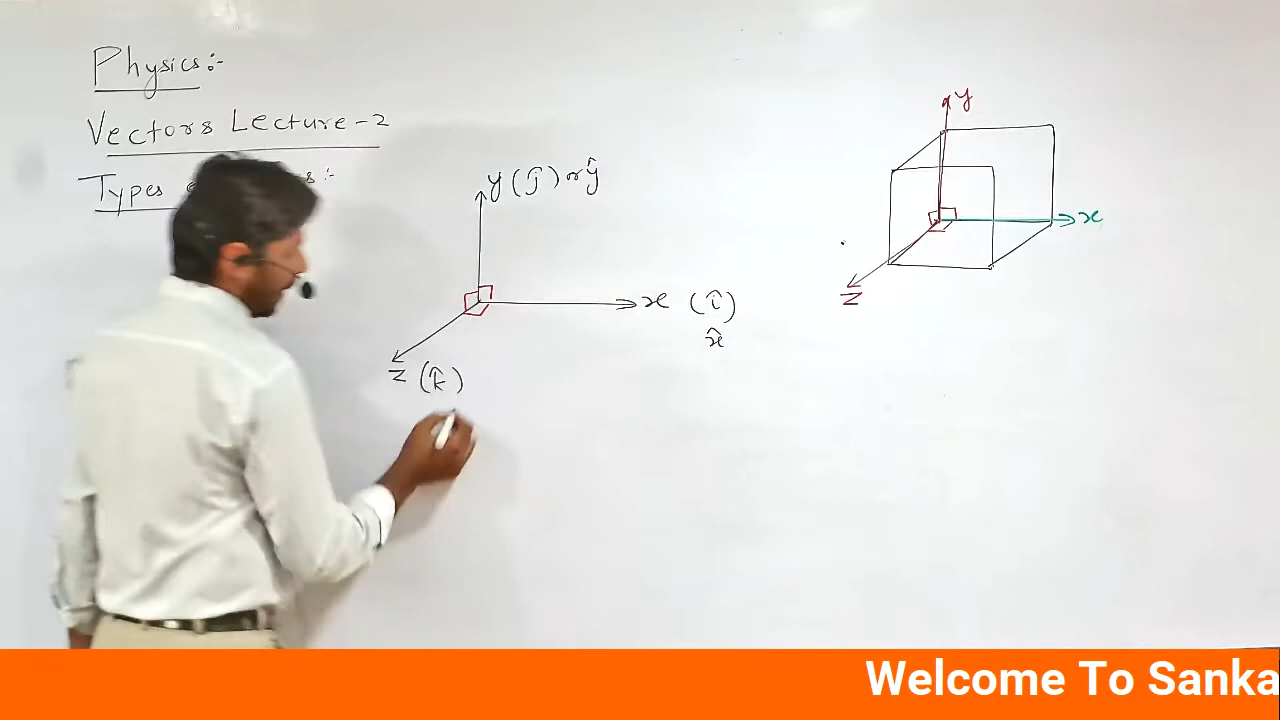 Physics:-
Vectors Lecture-2
Types
y (ĵ) or ŷ
x (î)
x̂
z (k̂)
y
x
z
Welcome To Sanka